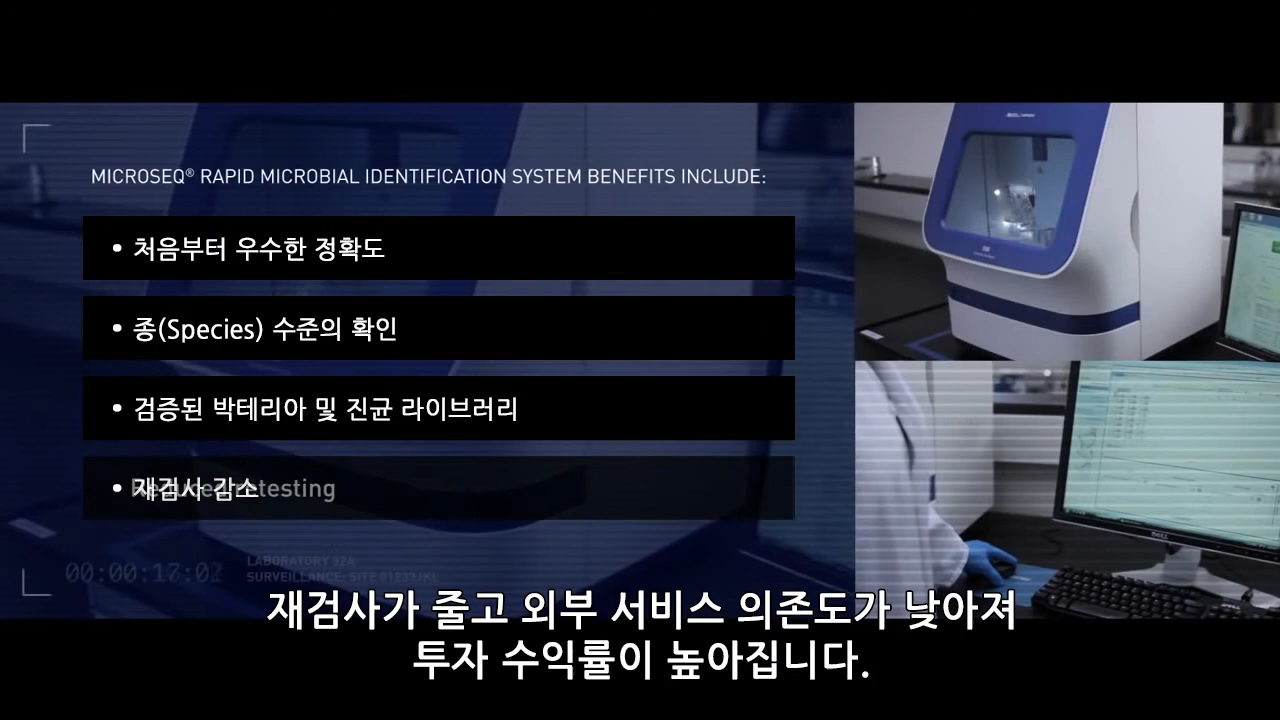 MICROSEQ® RAPID MICROBIAL IDENTIFICATION SYSTEM BENEFITS INCLUDE:
• 처음부터 우수한 정확도
• 종(Species) 수준의 확인
• 검증된 박테리아 및 진균 라이브러리
• 재검사 감소
00:00:17:02
LABORATORY 32A
SURVEILLANCE: SITE
DELL
재검사가 줄고 외부 서비스 의존도가 낮아져
투자 수익률이 높아집니다.